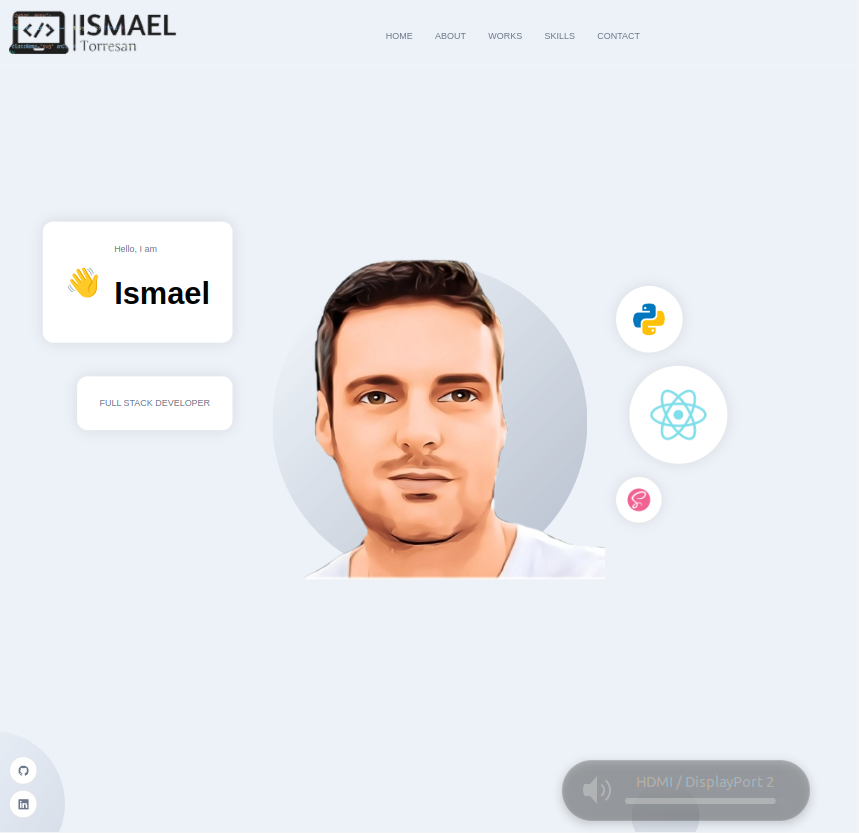 ISMAEL
Torresan
HOME ABOUT WORKS SKILLS CONTACT
Hello, I am
Ismael
FULL STACK DEVELOPER
HDMI / DisplayPort 2